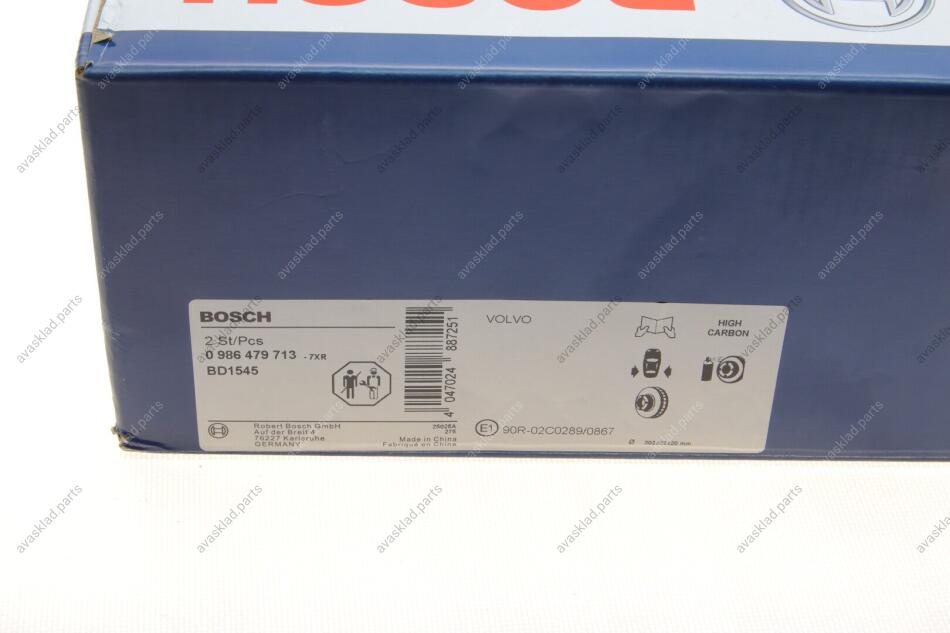 BOSCH
2 St/Pcs
0 986 479 713 - 7XR
BD1545
4 047024 887251
VOLVO
HIGH
CARBON
Robert Bosch GmbH
Auf der Breit 4
76227 Karlsruhe
GERMANY
Made in China
Fabriqué en Chine
E1 90R-02C0289/0867
Ø
mm
avasklad.parts